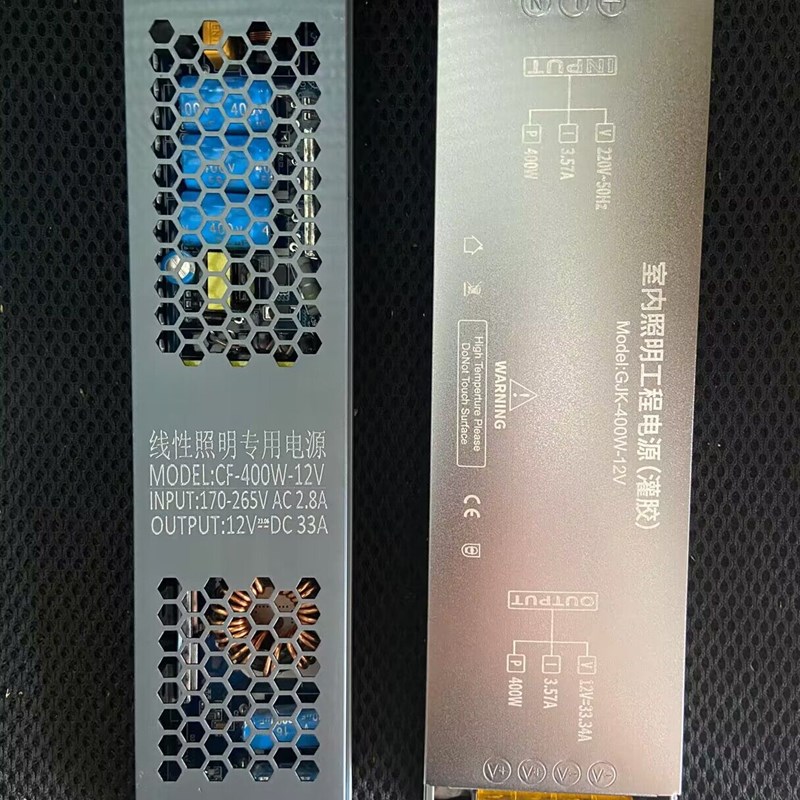 线性照明专用电源
MODEL:CF-400W-12V
INPUT:170-265V AC 2.8A
OUTPUT:12V DC 33A
INPUT
V 220V~50Hz
I 3.57A
P 400W
室内照明工程电源(灌胶)
Model:GJK-400W-12V
WARNING
High Temperture Please
DoNot Touch Surface
CE
OUTPUT
V 12V=33.34A
I 3.57A
P 400W
V+ V+ V- V-